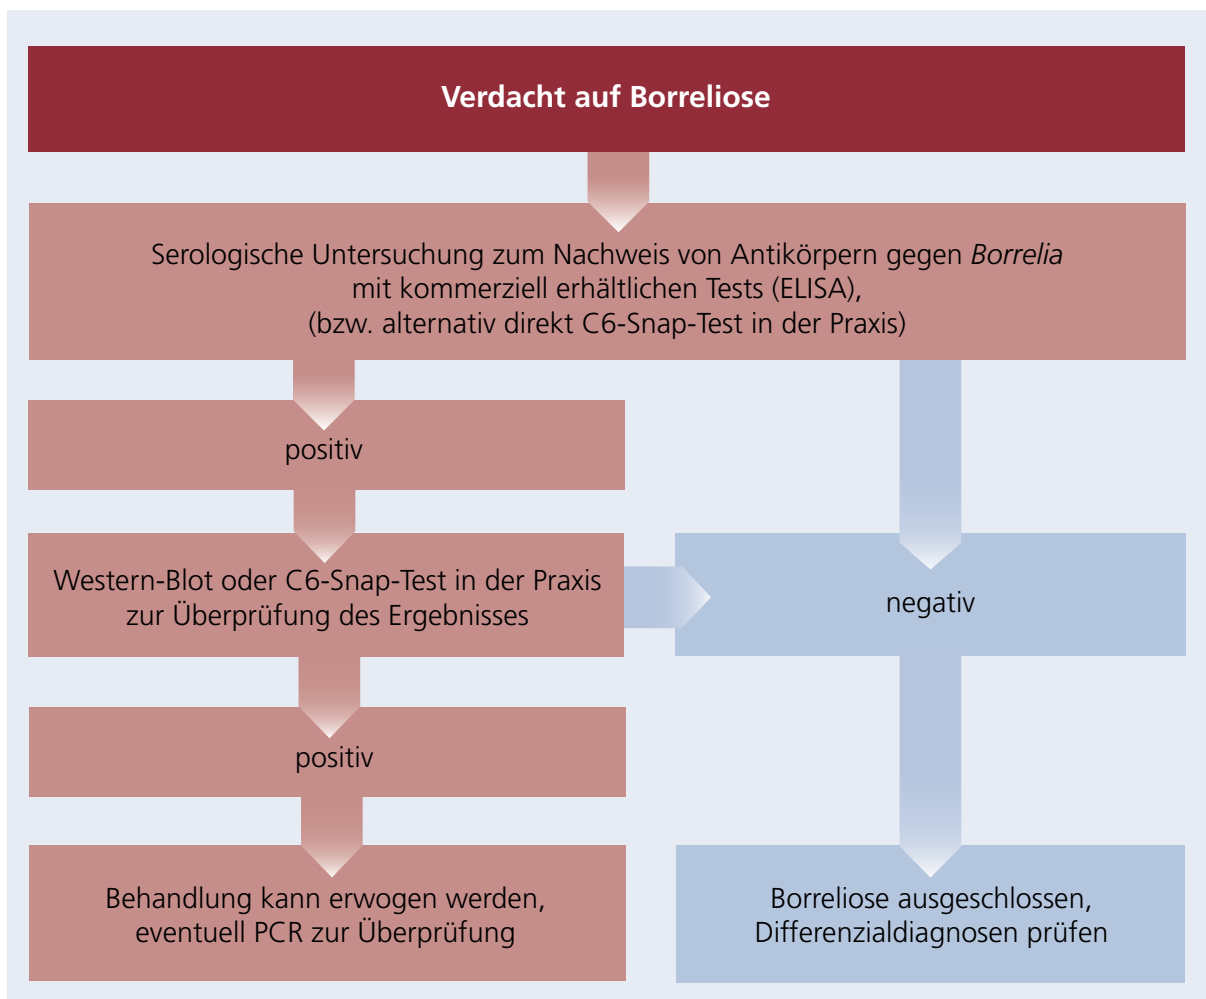 Verdacht auf Borreliose
Serologische Untersuchung zum Nachweis von Antikörpern gegen Borrelia
mit kommerziell erhältlichen Tests (ELISA),
(bzw. alternativ direkt C6-Snap-Test in der Praxis)
positiv
Western-Blot oder C6-Snap-Test in der Praxis
zur Überprüfung des Ergebnisses
negativ
positiv
Behandlung kann erwogen werden,
eventuell PCR zur Überprüfung
Borreliose ausgeschlossen,
Differenzialdiagnosen prüfen